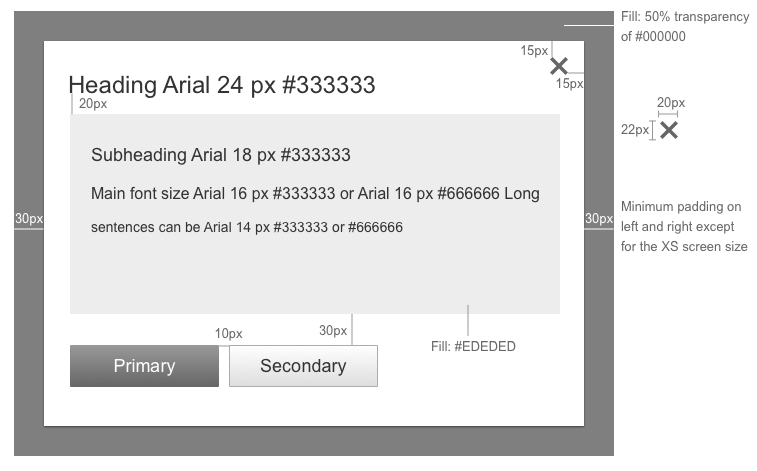 Fill: 50% transparency
of #000000
15px
15px
Heading Arial 24 px #333333
20px
20px
22px
Subheading Arial 18 px #333333
Main font size Arial 16 px #333333 or Arial 16 px #666666 Long
sentences can be Arial 14 px #333333 or #666666
30px
30px
Minimum padding on
left and right except
for the XS screen size
10px
30px
Fill: #EDEDED
Primary
Secondary